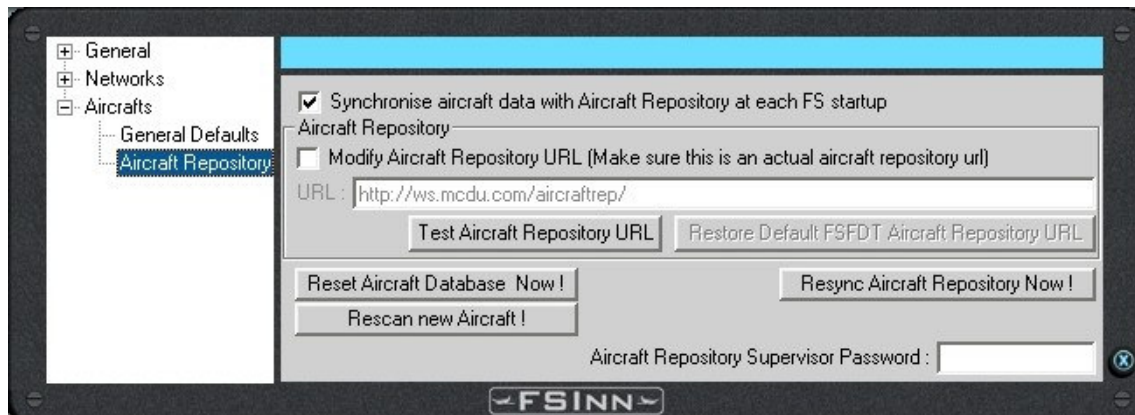 General
Networks
Aircrafts
General Defaults
Aircraft Repository
Synchronise aircraft data with Aircraft Repository at each FS startup
Aircraft Repository
Modify Aircraft Repository URL (Make sure this is an actual aircraft repository url)
URL : http://ws.mcdu.com/aircraftrep/
Test Aircraft Repository URL
Restore Default FSFDT Aircraft Repository URL
Reset Aircraft Database Now !
Resync Aircraft Repository Now !
Rescan new Aircraft !
Aircraft Repository Supervisor Password :
FSINN